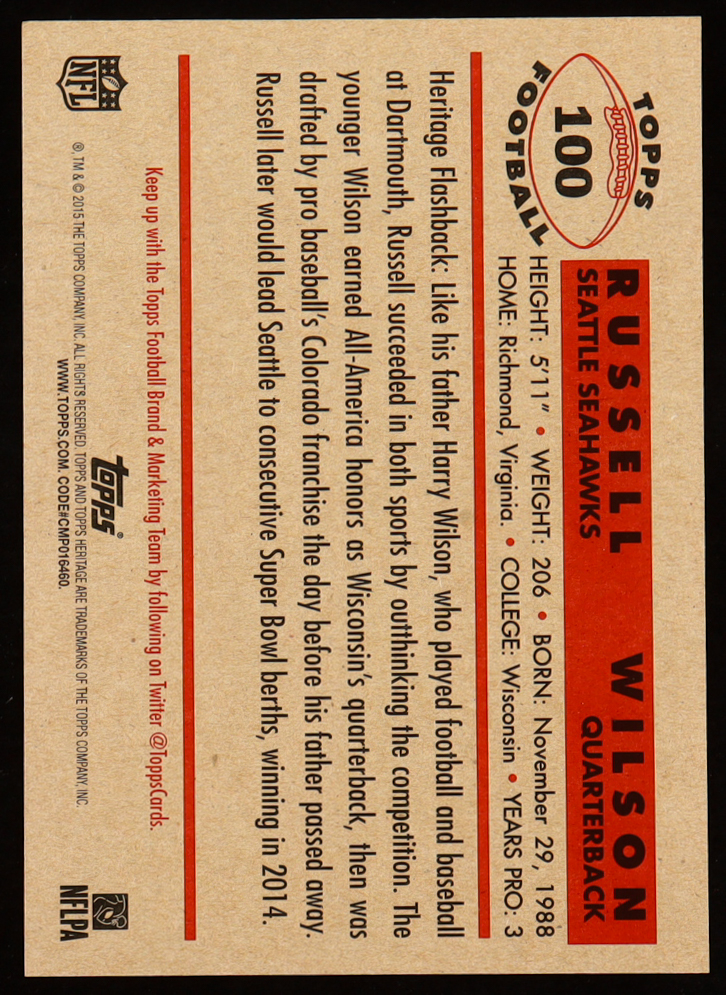 TOPPS
100
FOOTBALL
RUSSELL WILSON
SEATTLE SEAHAWKS QUARTERBACK
HEIGHT: 5'11" • WEIGHT: 206 • BORN: November 29, 1988
HOME: Richmond, Virginia. • COLLEGE: Wisconsin • YEARS PRO: 3
Heritage Flashback: Like his father Harry Wilson, who played football and baseball
at Dartmouth, Russell succeeded in both sports by outthinking the competition. The
younger Wilson earned All-America honors as Wisconsin's quarterback, then was
drafted by pro baseball's Colorado franchise the day before his father passed away.
Russell later would lead Seattle to consecutive Super Bowl berths, winning in 2014.
Keep up with the Topps Football Brand & Marketing Team by following on Twitter @ToppsCards.
NFL
topps®
NFLPA
®, TM & © 2015 THE TOPPS COMPANY, INC. ALL RIGHTS RESERVED. TOPPS AND TOPPS HERITAGE ARE TRADEMARKS OF THE TOPPS COMPANY, INC.
WWW.TOPPS.COM. CODE#CMP016460.